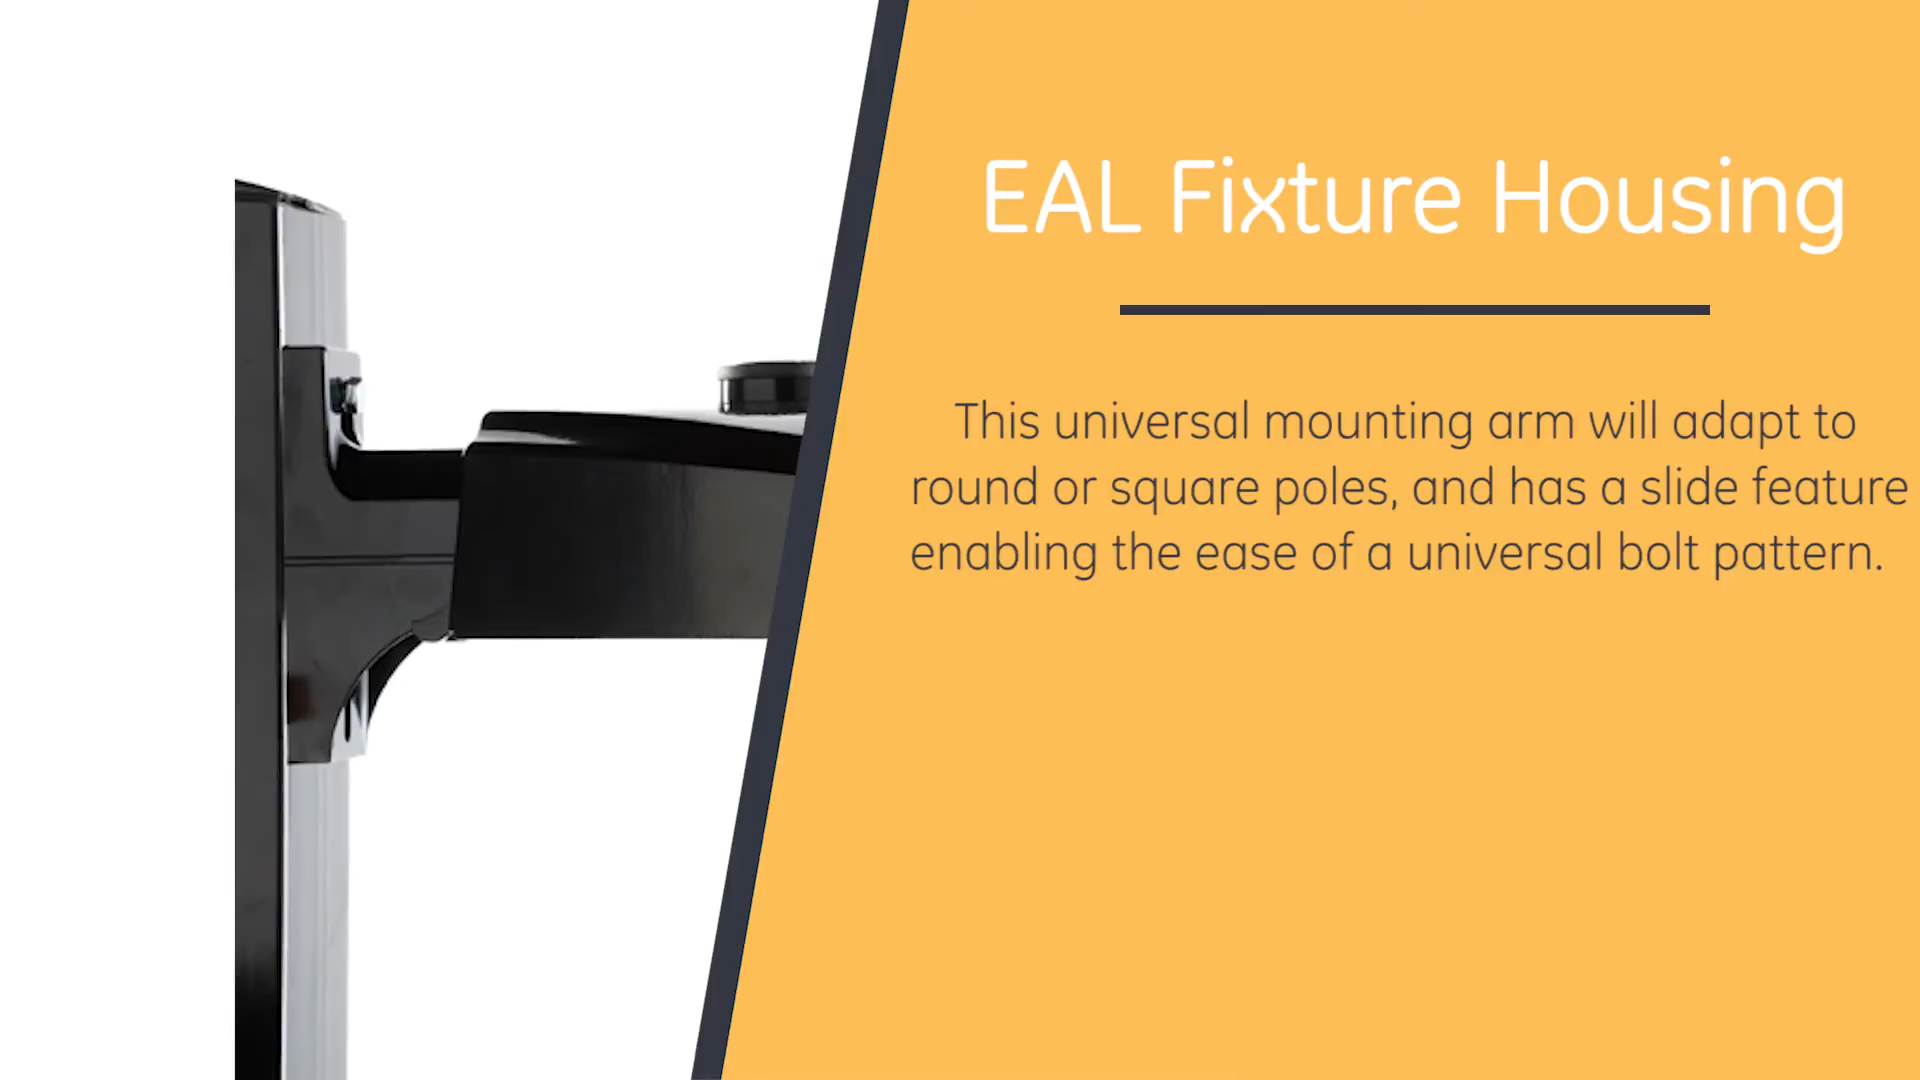 EAL Fixture Housing
This universal mounting arm will adapt to
round or square poles, and has a slide feature
enabling the ease of a universal bolt pattern.